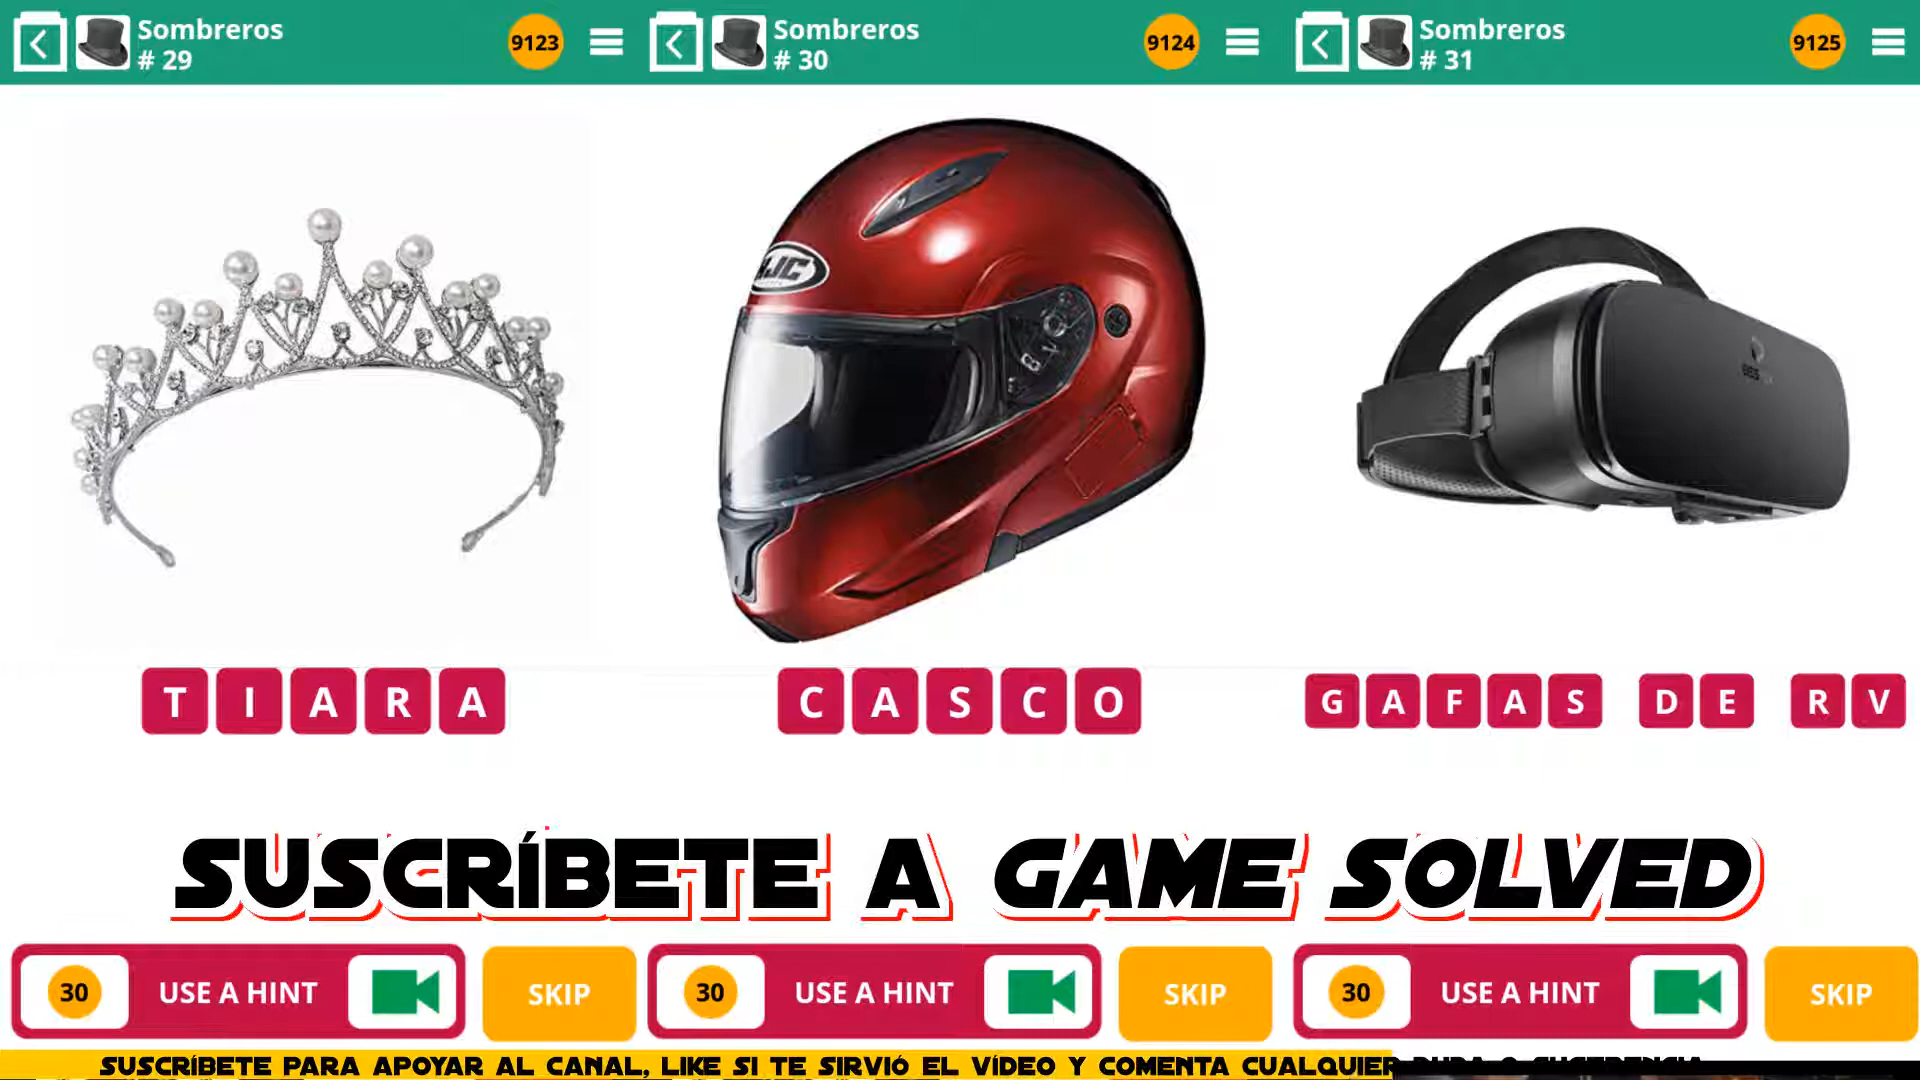 Sombreros
# 29
9123
Sombreros
# 30
9124
Sombreros
# 31
9125
HJC
TIARA
CASCO
GAFAS DE RV
SUSCRÍBETE A GAME SOLVED
30 USE A HINT SKIP
30 USE A HINT SKIP
30 USE A HINT SKIP
SUSCRÍBETE PARA APOYAR AL CANAL, LIKE SI TE SIRVIÓ EL VÍDEO Y COMENTA CUALQUIER